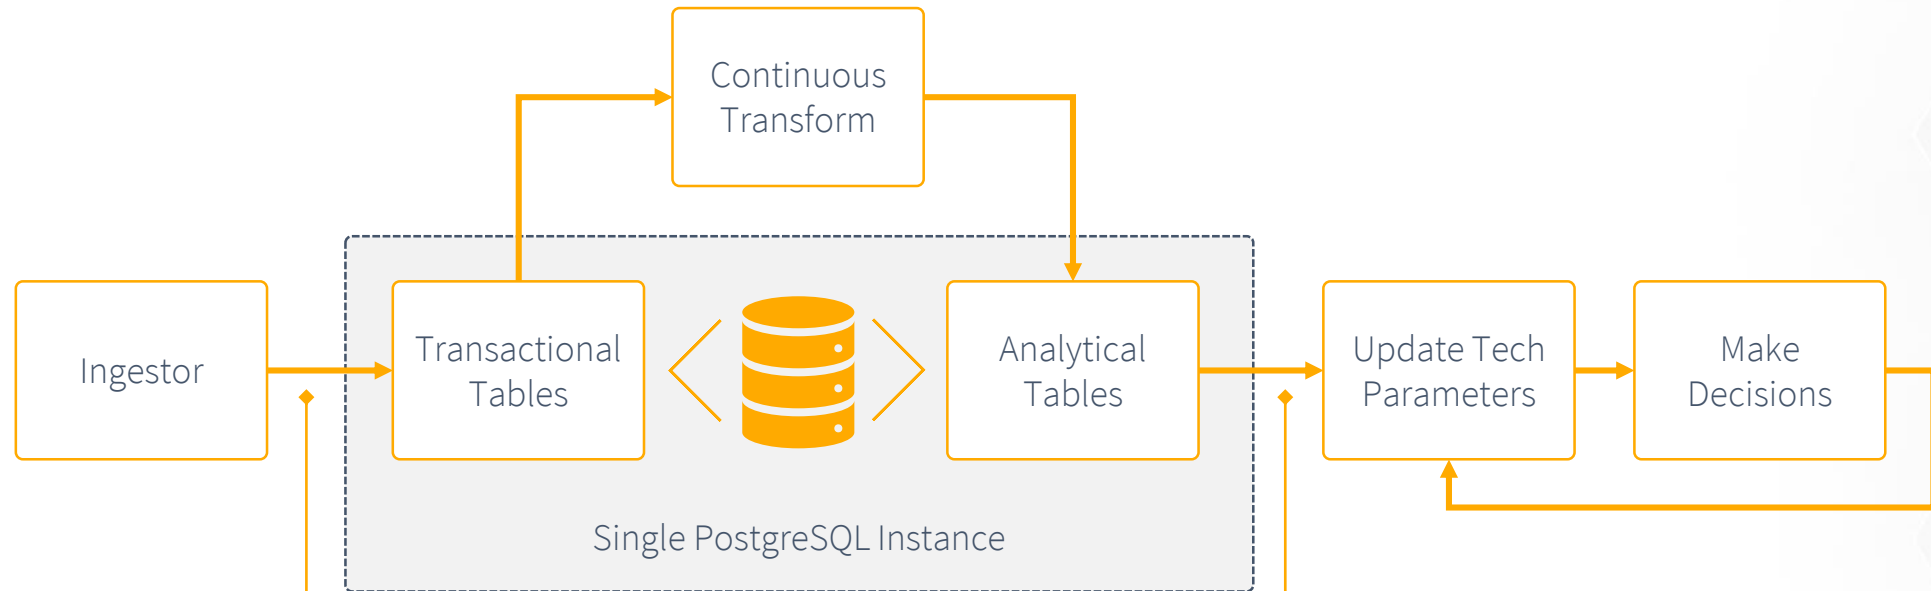 Continuous
Transform
Ingestor
Transactional
Tables
Analytical
Tables
Update Tech
Parameters
Make
Decisions
Single PostgreSQL Instance